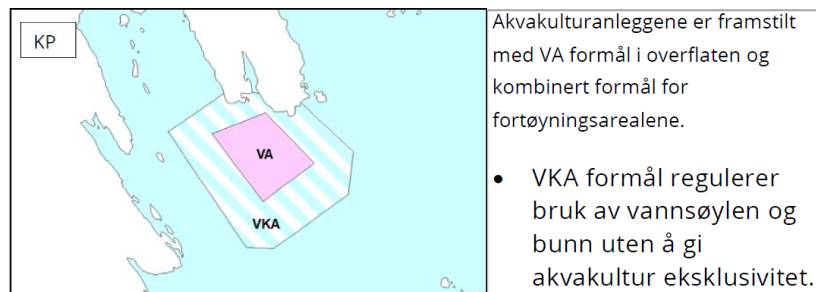 KP
VA
VKA
Akvakulturanleggene er framstilt
med VA formål i overflaten og
kombinert formål for
fortøyningsarealene.
• VKA formål regulerer
bruk av vannsøylen og
bunn uten å gi
akvakultur eksklusivitet.